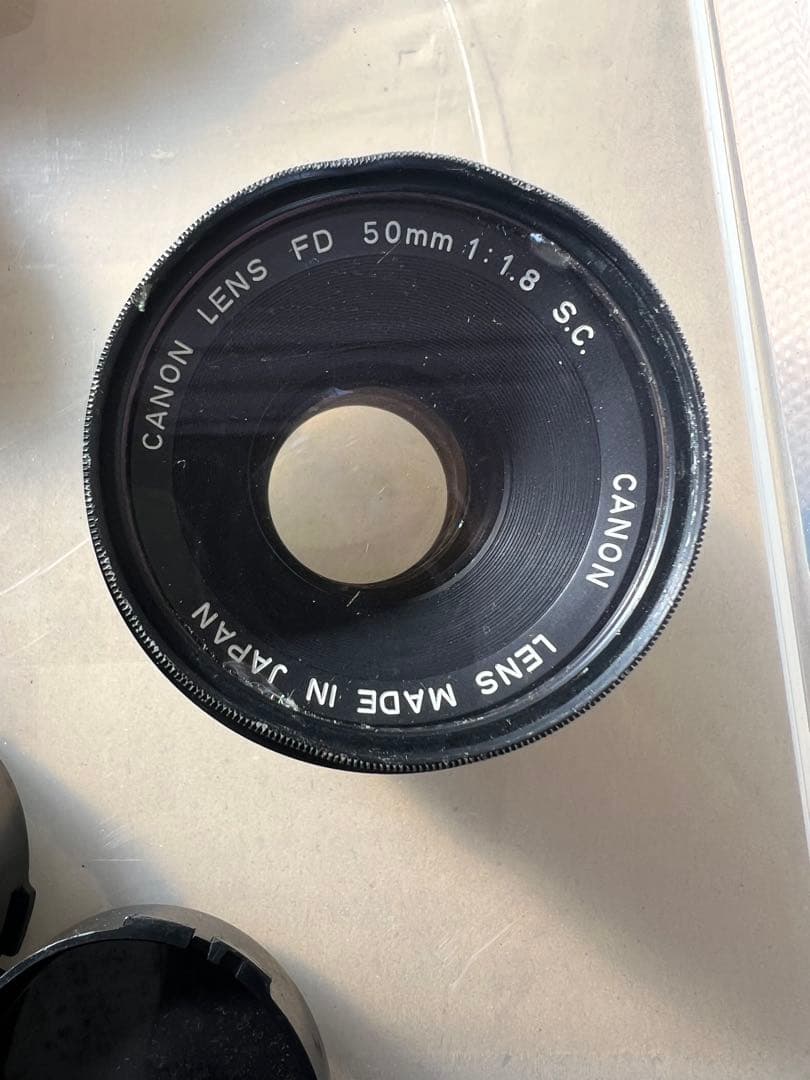 CANON LENS FD 50mm 1:1.8 S.C.
CANON LENS MADE IN JAPAN